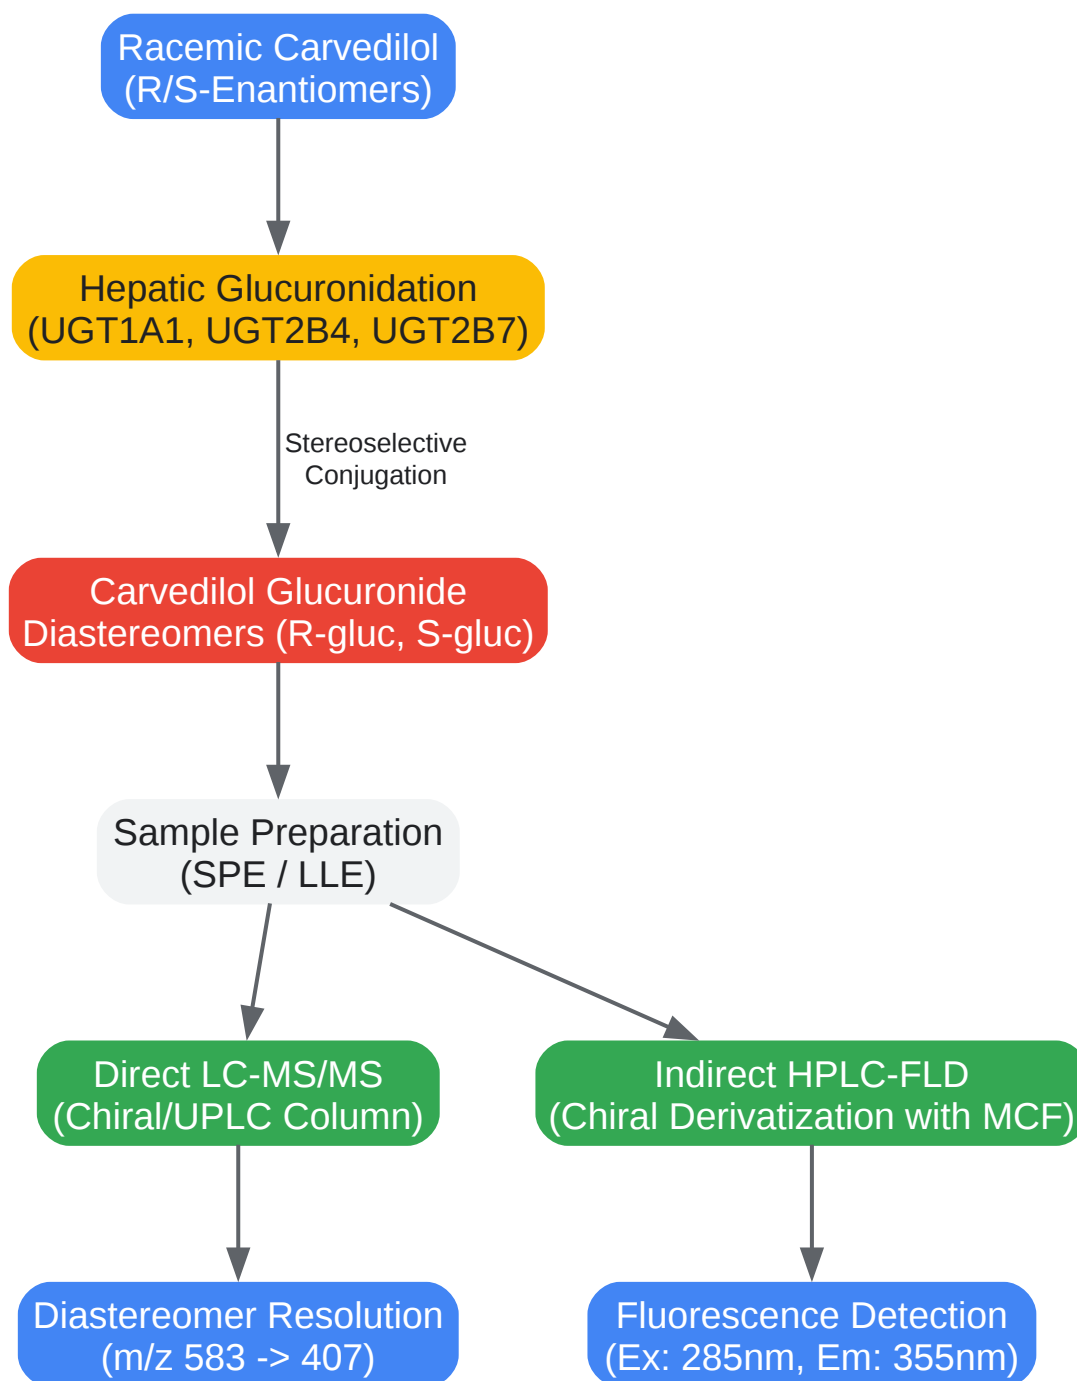 Racemic Carvedilol
(R/S-Enantiomers)
Hepatic Glucuronidation
(UGT1A1, UGT2B4, UGT2B7)
Stereoselective
Conjugation
Carvedilol Glucuronide
Diastereomers (R-gluc, S-gluc)
Sample Preparation
(SPE / LLE)
Direct LC-MS/MS
(Chiral/UPLC Column)
Indirect HPLC-FLD
(Chiral Derivatization with MCF)
Diastereomer Resolution
(m/z 583 -> 407)
Fluorescence Detection
(Ex: 285nm, Em: 355nm)